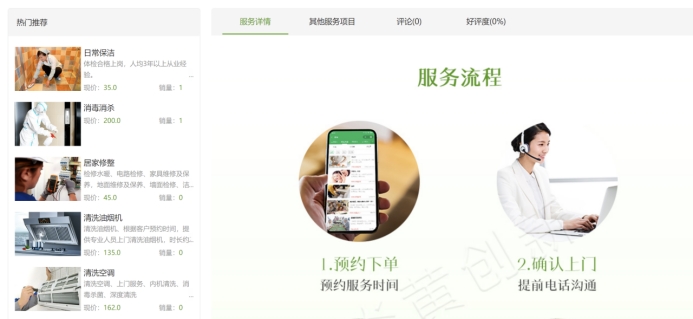 热门推荐
日常保洁
体检合格上岗，人均3年以上从业经
验。 ...
现价：35.0 销量：1
消毒消杀
现价：200.0 销量：1
居家修整
检修水暖、电路检修、家具维修及保
养、地面维修及保养、墙面检修、洁...
现价：45.0 销量：0
清洗油烟机
清洗油烟机、根据客户预约时间、提
供专业人员上门清洗油烟机、时长约...
现价：135.0 销量：0
清洗空调
清洗空调、上门服务、内机清洗、消
毒杀菌、深度清洗 ...
现价：162.0 销量：0
服务详情 其他服务项目 评论(0) 好评度(0%)
服务流程
1.预约下单
预约服务时间
2.确认上门
提前电话沟通